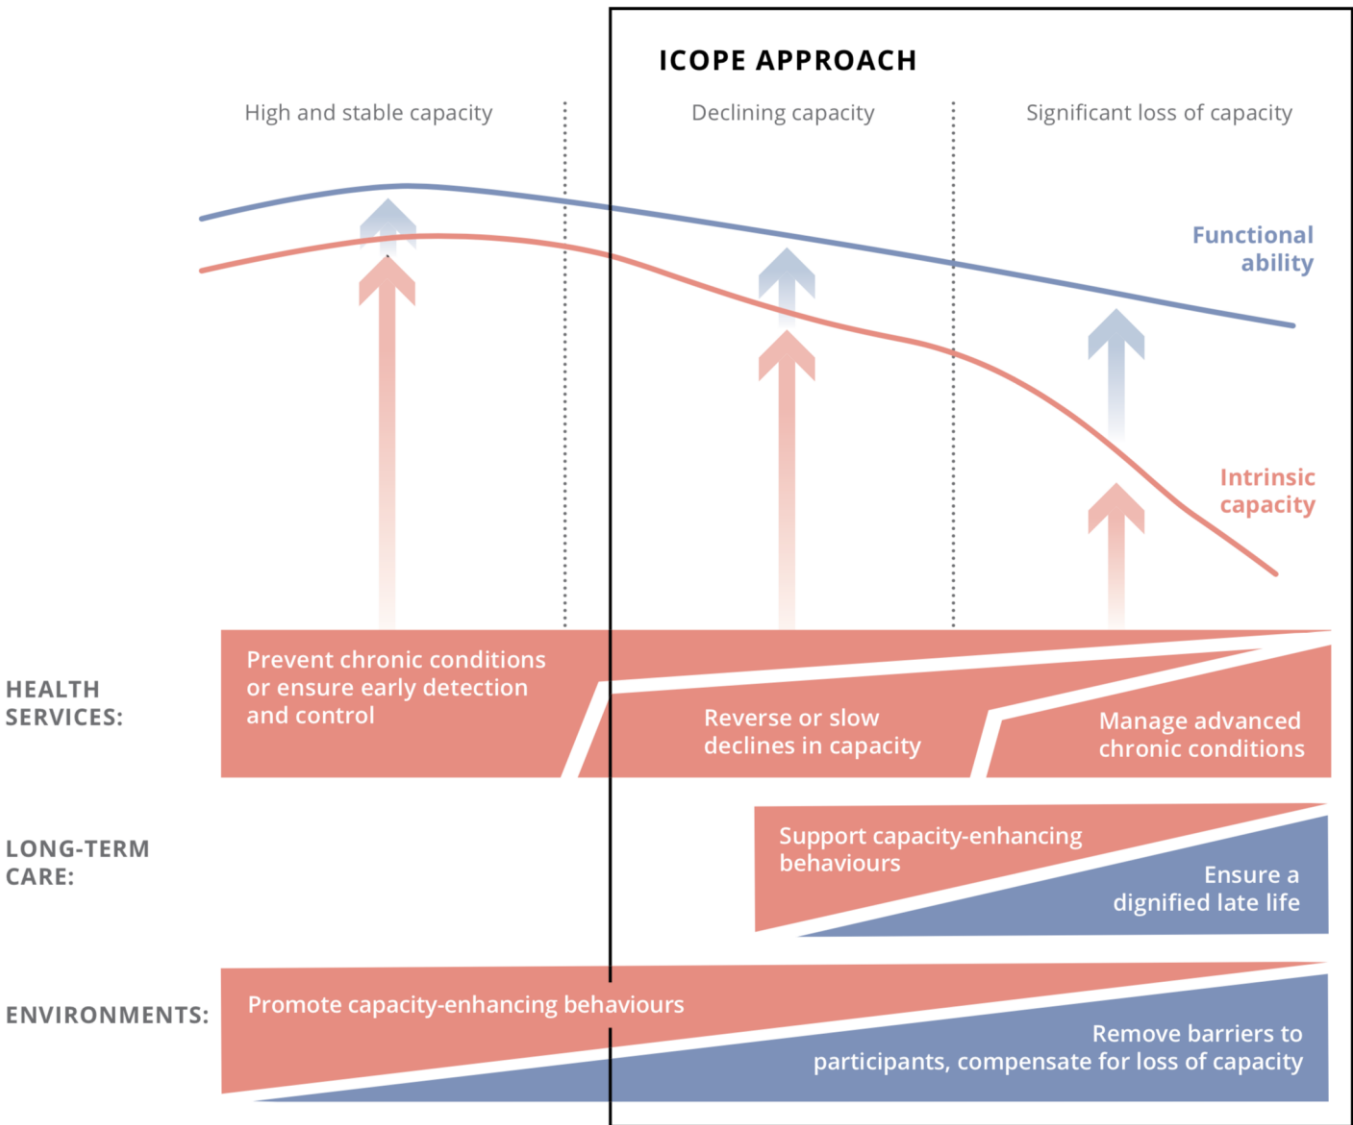 ICOPE APPROACH
High and stable capacity
Declining capacity
Significant loss of capacity
Functional
ability
Intrinsic
capacity
HEALTH
SERVICES:
Prevent chronic conditions
or ensure early detection
and control
Reverse or slow
declines in capacity
Manage advanced
chronic conditions
LONG-TERM
CARE:
Support capacity-enhancing
behaviours
Ensure a
dignified late life
ENVIRONMENTS:
Promote capacity-enhancing behaviours
Remove barriers to
participants, compensate for loss of capacity